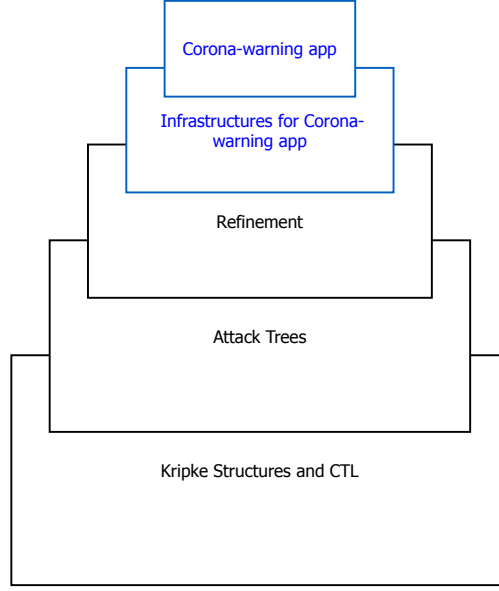 Corona-warning app
Infrastructures for Corona-
warning app
Refinement
Attack Trees
Kripke Structures and CTL